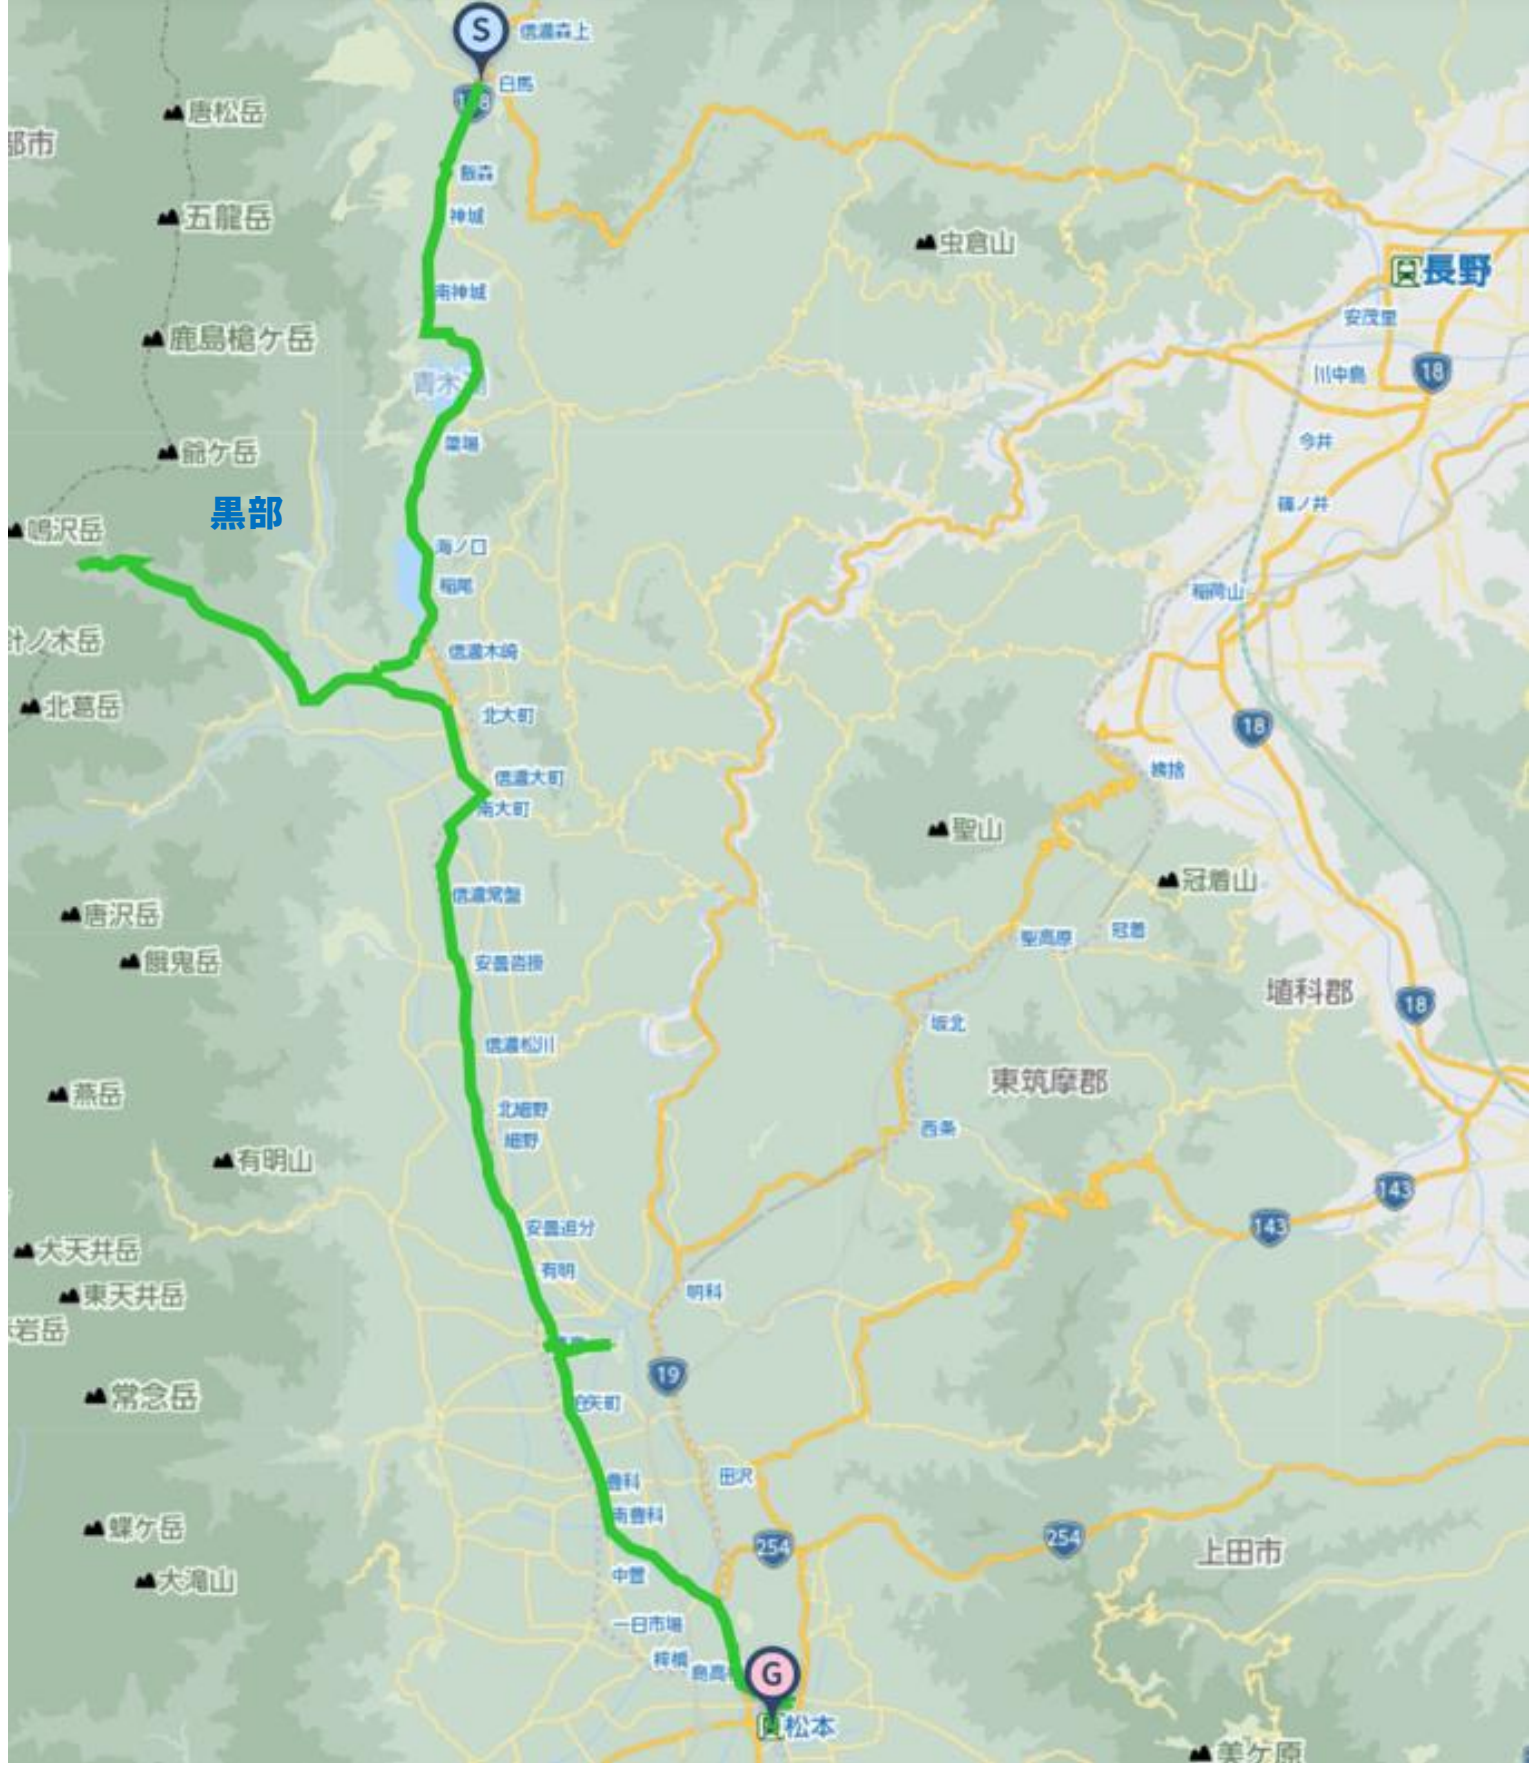 S
信濃森上
白馬
唐松岳
部市
飯森
五龍岳
神城
虫倉山
長野
南神城
安茂里
鹿島槍ケ岳
18
川中島
青木
簗場
今井
爺ケ岳
黒部
篠ノ井
鳴沢岳
海ノ口
稲尾
稲荷山
針ノ木岳
信濃木崎
北葛岳
北大町
18
信濃大町
姨捨
南大町
聖山
冠着山
信濃常盤
唐沢岳
聖高原
冠着
餓鬼岳
安曇沓掛
埴科郡
18
坂北
信濃松川
東筑摩郡
燕岳
北細野
細野
西条
有明山
143
安曇追分
143
大天井岳
有明
東天井岳
明科
岩岳
19
常念岳
柏矢町
豊科
田沢
南豊科
蝶ケ岳
254
254
上田市
大滝山
中萱
一日市場
梓橋
島高
G
松本
美ケ原